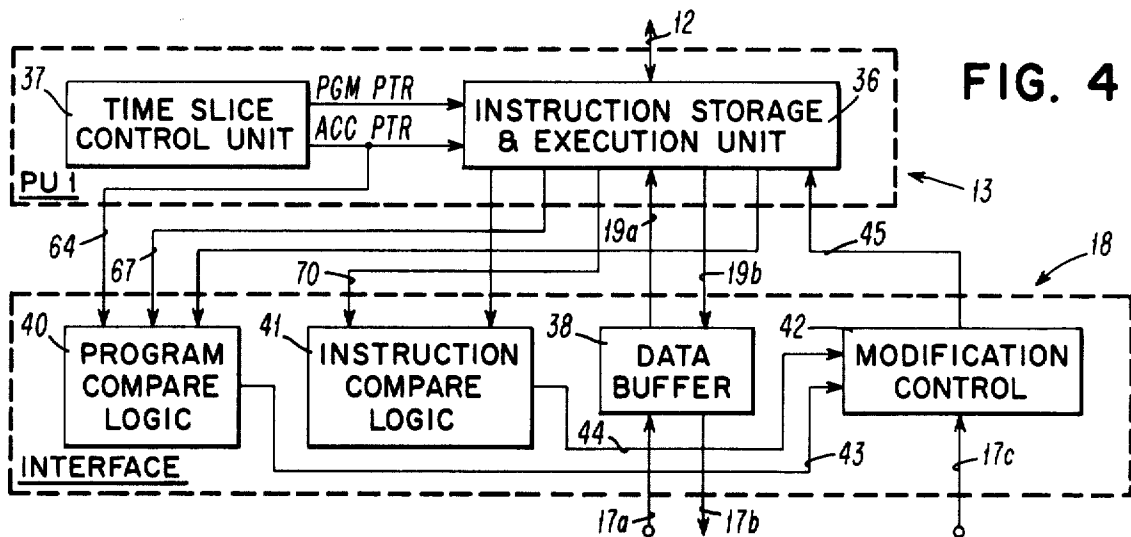 12
FIG. 4
37
TIME SLICE
CONTROL UNIT
PGM PTR
ACC PTR
INSTRUCTION STORAGE
& EXECUTION UNIT
36
PU 1
13
64
67
70
19a
19b
45
18
40
PROGRAM
COMPARE
LOGIC
41
INSTRUCTION
COMPARE
LOGIC
38
DATA
BUFFER
42
MODIFICATION
CONTROL
44
43
INTERFACE
17a
17b
17c